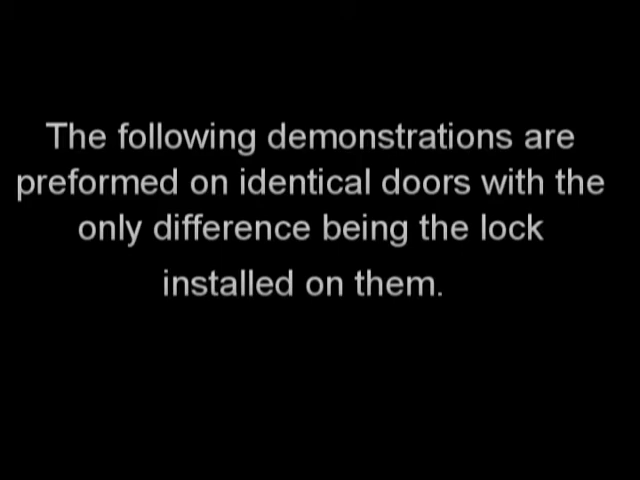 The following demonstrations are
preformed on identical doors with the
only difference being the lock
installed on them.